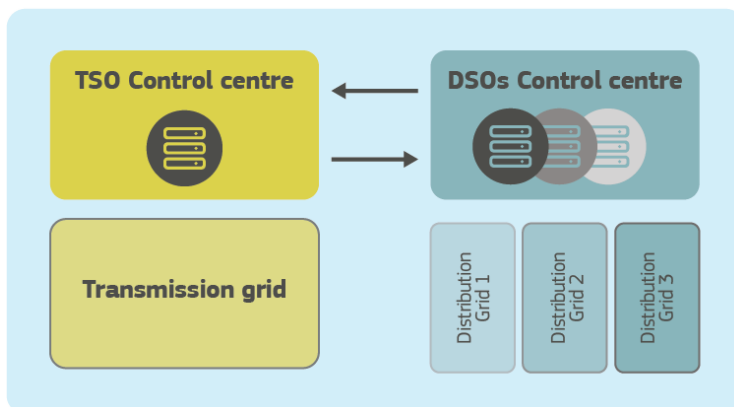 TSO Control centre
DSOs Control centre
Transmission grid
Distribution
Grid 1
Distribution
Grid 2
Distribution
Grid 3